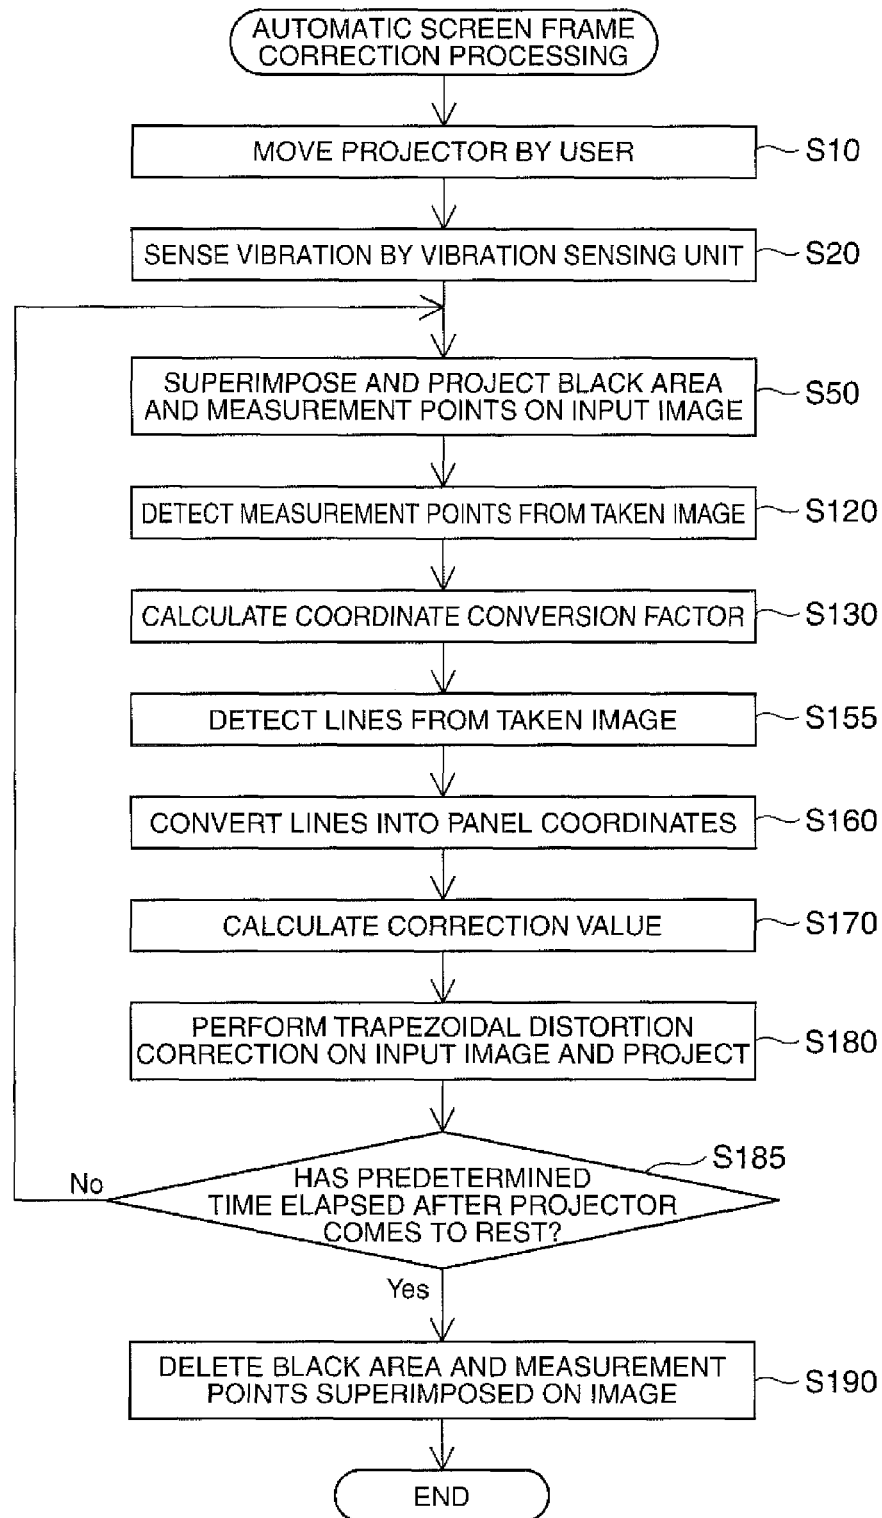 AUTOMATIC SCREEN FRAME
CORRECTION PROCESSING
MOVE PROJECTOR BY USER
S10
SENSE VIBRATION BY VIBRATION SENSING UNIT
S20
SUPERIMPOSE AND PROJECT BLACK AREA
AND MEASUREMENT POINTS ON INPUT IMAGE
S50
DETECT MEASUREMENT POINTS FROM TAKEN IMAGE
S120
CALCULATE COORDINATE CONVERSION FACTOR
S130
DETECT LINES FROM TAKEN IMAGE
S155
CONVERT LINES INTO PANEL COORDINATES
S160
CALCULATE CORRECTION VALUE
S170
PERFORM TRAPEZOIDAL DISTORTION
CORRECTION ON INPUT IMAGE AND PROJECT
S180
S185
No
HAS PREDETERMINED
TIME ELAPSED AFTER PROJECTOR
COMES TO REST?
Yes
DELETE BLACK AREA AND MEASUREMENT
POINTS SUPERIMPOSED ON IMAGE
S190
END